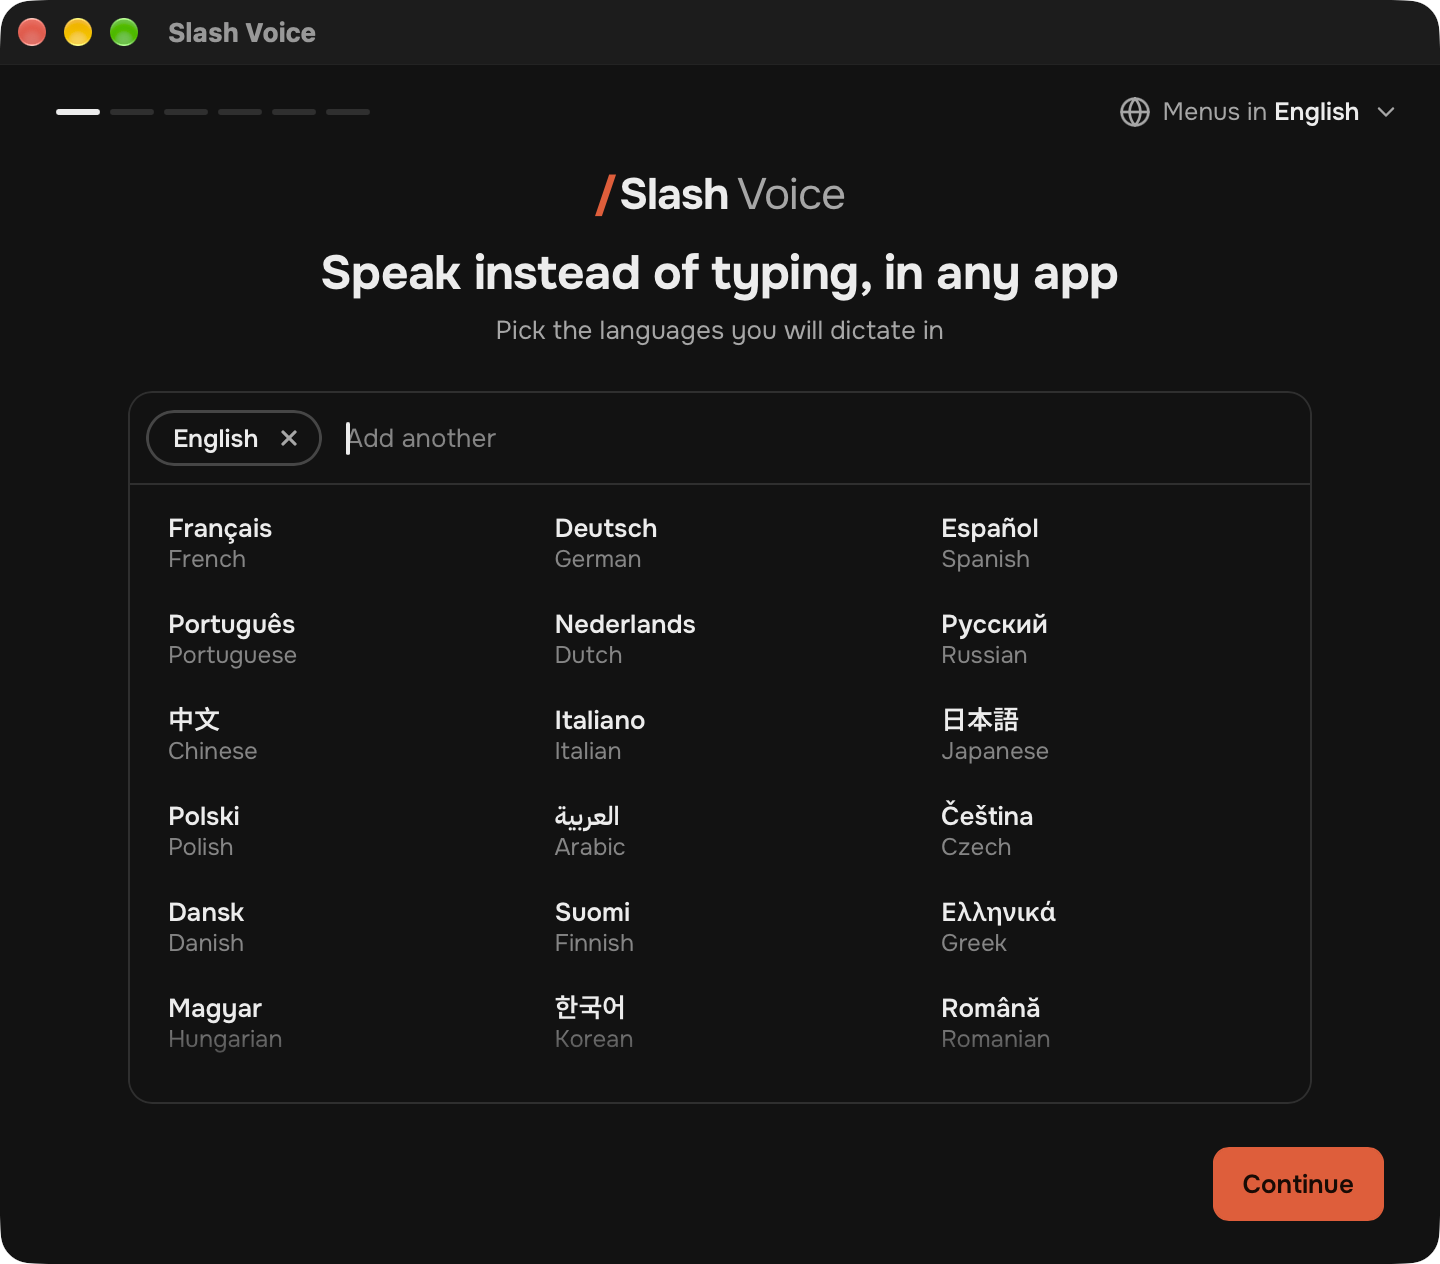 Slash Voice
Menus in English
/Slash Voice
Speak instead of typing, in any app
Pick the languages you will dictate in
English
Add another
Français
French
Deutsch
German
Español
Spanish
Português
Portuguese
Nederlands
Dutch
Русский
Russian
中文
Chinese
Italiano
Italian
日本語
Japanese
Polski
Polish
العربية
Arabic
Čeština
Czech
Dansk
Danish
Suomi
Finnish
Ελληνικά
Greek
Magyar
Hungarian
한국어
Korean
Română
Romanian
Continue